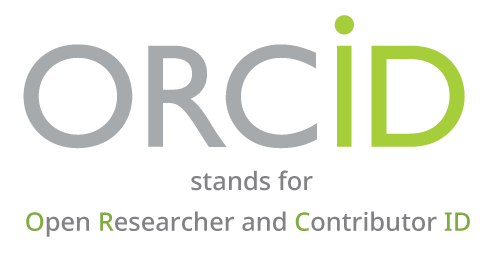 ORCiD
stands for
Open Researcher and Contributor ID